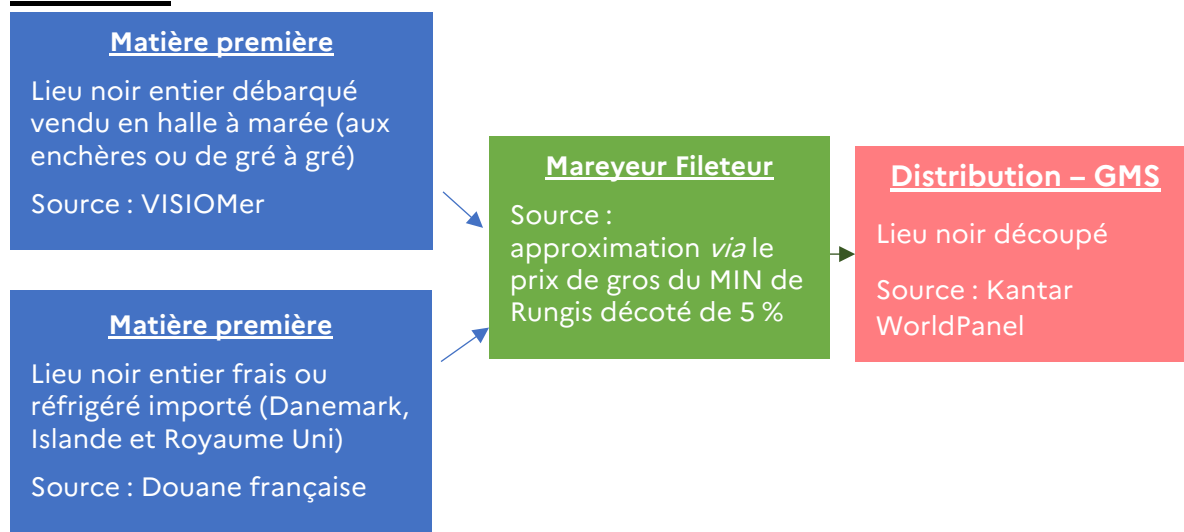 Matière première
Lieu noir entier débarqué
vendu en halle à marée (aux
enchères ou de gré à gré)
Source : VISIOMer
Matière première
Lieu noir entier frais ou
réfrigéré importé (Danemark,
Islande et Royaume Uni)
Source : Douane française
Mareyeur Fileteur
Source :
approximation via le
prix de gros du MIN de
Rungis décoté de 5 %
Distribution – GMS
Lieu noir découpé
Source : Kantar
WorldPanel